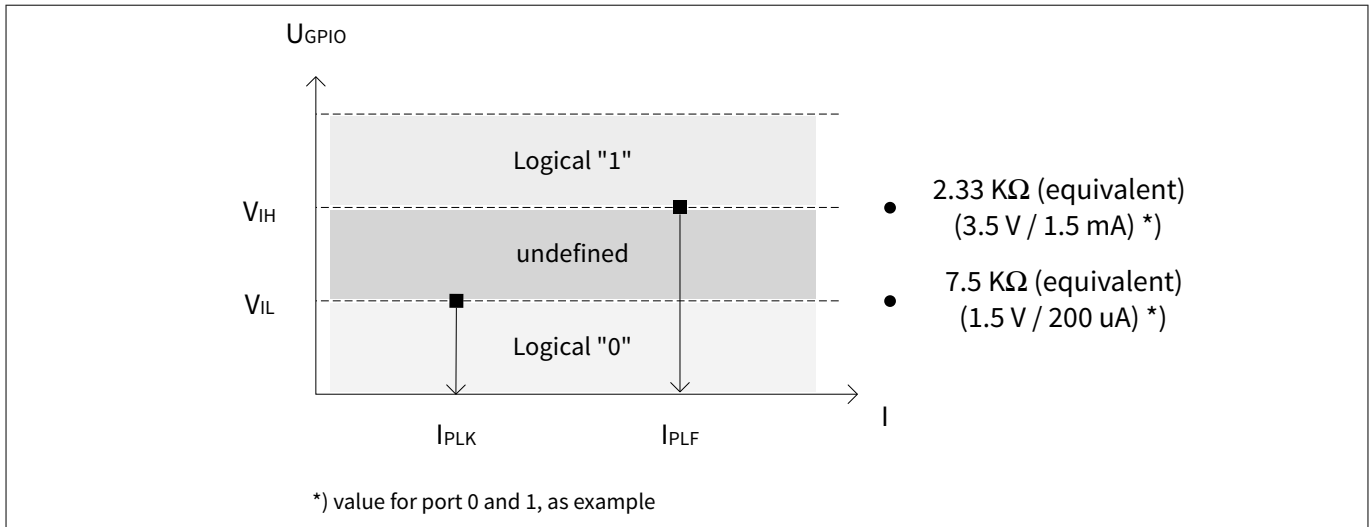 UGPIO
Logical "1"
VIH
2.33 KΩ (equivalent)
(3.5 V / 1.5 mA) *)
undefined
VIL
7.5 KΩ (equivalent)
(1.5 V / 200 uA) *)
Logical "0"
I
IPLK
IPLF
*) value for port 0 and 1, as example